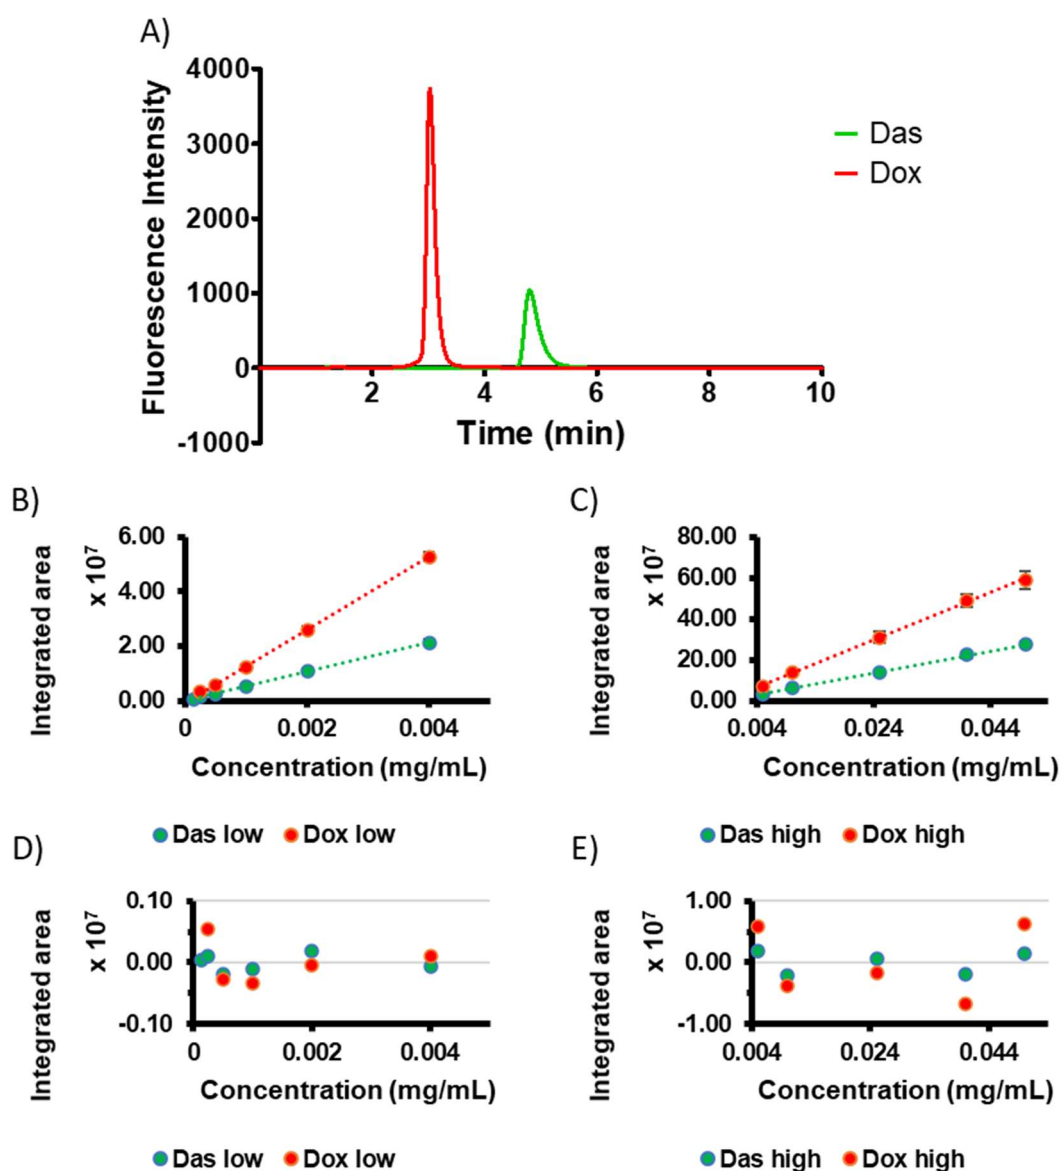 A)
4000
3000
2000
1000
0
-1000
Fluorescence Intensity
2 4 6 8 10
Time (min)
Das
Dox
B)
Integrated area
x 10⁷
6.00
4.00
2.00
0.00
0 0.002 0.004
Concentration (mg/mL)
Das low Dox low
C)
Integrated area
x 10⁷
80.00
60.00
40.00
20.00
0.00
0.004 0.024 0.044
Concentration (mg/mL)
Das high Dox high
D)
Integrated area
x 10⁷
0.10
0.00
-0.10
0 0.002 0.004
Concentration (mg/mL)
Das low Dox low
E)
Integrated area
x 10⁷
1.00
0.00
-1.00
0.004 0.024 0.044
Concentration (mg/mL)
Das high Dox high